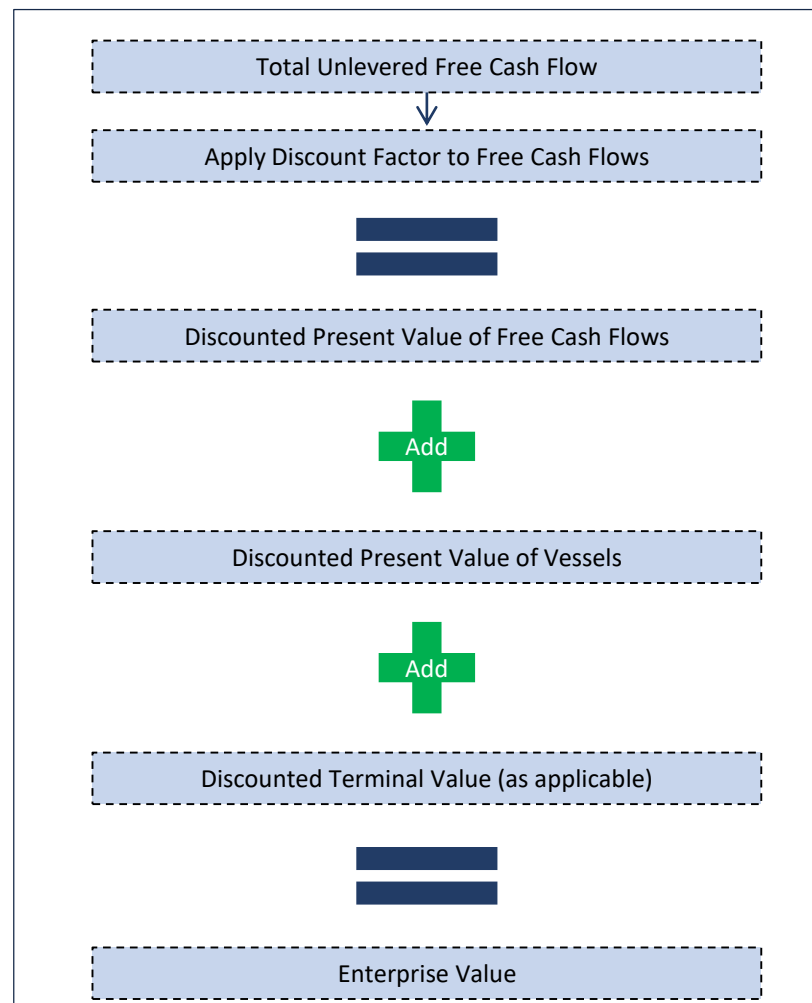 Total Unlevered Free Cash Flow
Apply Discount Factor to Free Cash Flows
Discounted Present Value of Free Cash Flows
Add
Discounted Present Value of Vessels
Add
Discounted Terminal Value (as applicable)
Enterprise Value